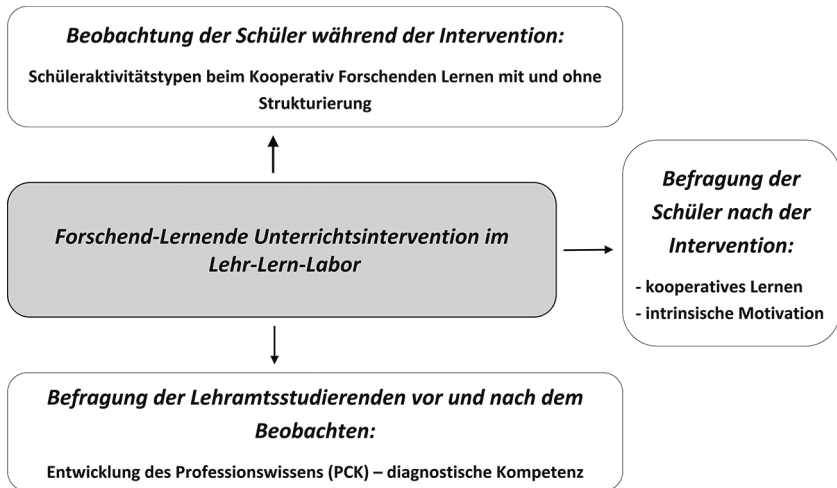 Beobachtung der Schüler während der Intervention:
Schüleraktivitätstypen beim Kooperativ Forschenden Lernen mit und ohne
Strukturierung
Forschend-Lernende Unterrichtsintervention im
Lehr-Lern-Labor
Befragung der
Schüler nach der
Intervention:
- kooperatives Lernen
- intrinsische Motivation
Befragung der Lehramtsstudierenden vor und nach dem
Beobachten:
Entwicklung des Professionswissens (PCK) – diagnostische Kompetenz